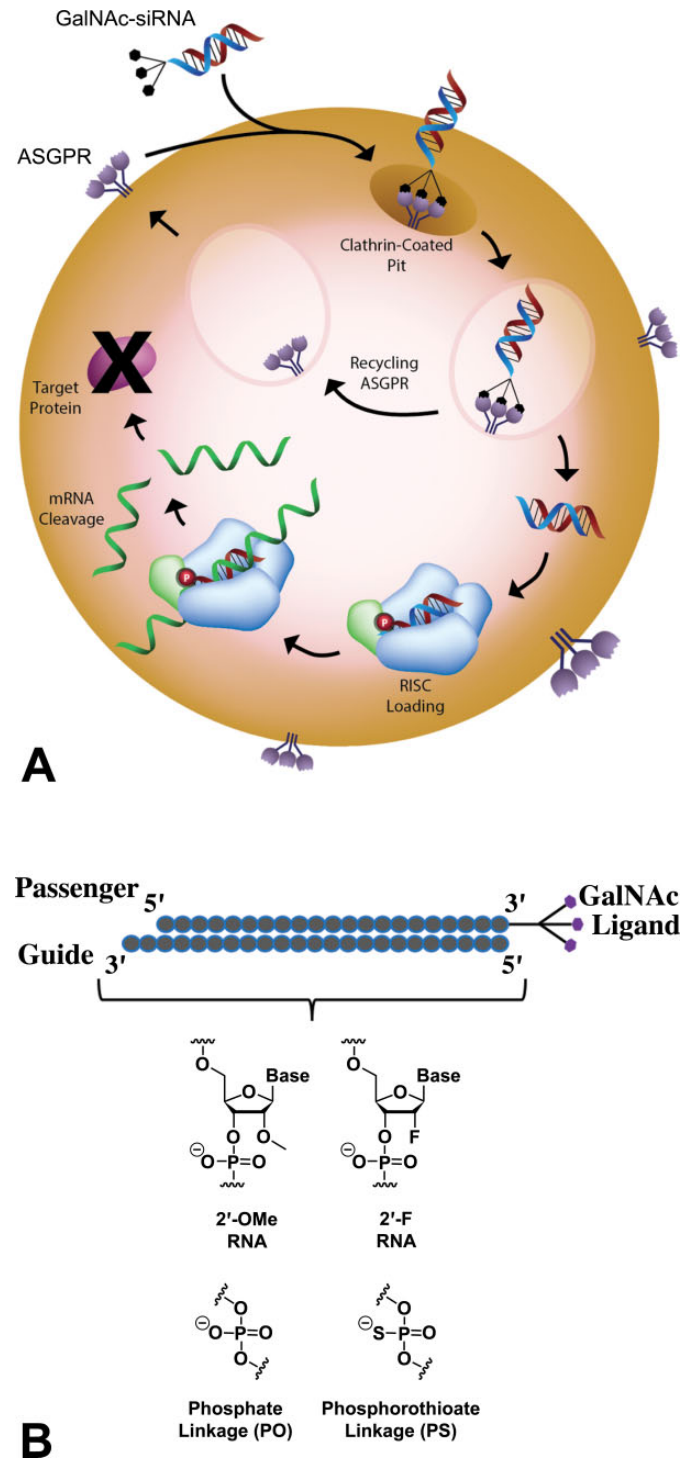 GalNAc-siRNA
ASGPR
Clathrin-Coated
Pit
Recycling
ASGPR
Target
Protein
X
mRNA
Cleavage
P
P
RISC
Loading
A
Passenger 5′ 3′ GalNAc
Ligand
Guide 3′ 5′
O Base O Base
O O
O O O F
⊖O–P=O ⊖O–P=O
2′-OMe 2′-F
RNA RNA
O O
⊖O–P=O ⊖S–P=O
O O
Phosphate Phosphorothioate
Linkage (PO) Linkage (PS)
B